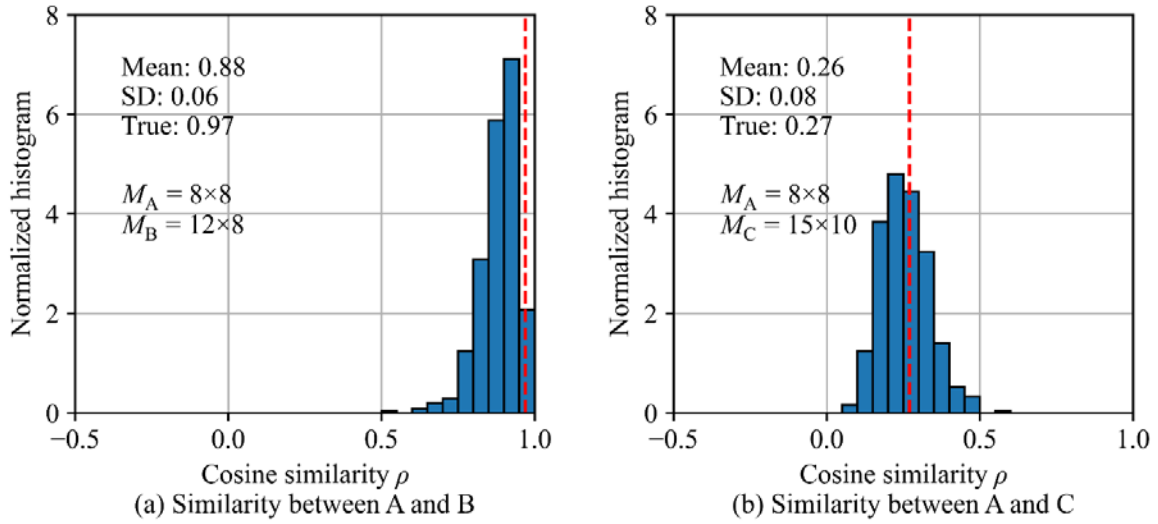 8
6
4
2
0
−0.5
0.0
0.5
1.0
Normalized histogram
Mean: 0.88
SD: 0.06
True: 0.97
M_A = 8×8
M_B = 12×8
Cosine similarity ρ
(a) Similarity between A and B
8
6
4
2
0
−0.5
0.0
0.5
1.0
Normalized histogram
Mean: 0.26
SD: 0.08
True: 0.27
M_A = 8×8
M_C = 15×10
Cosine similarity ρ
(b) Similarity between A and C